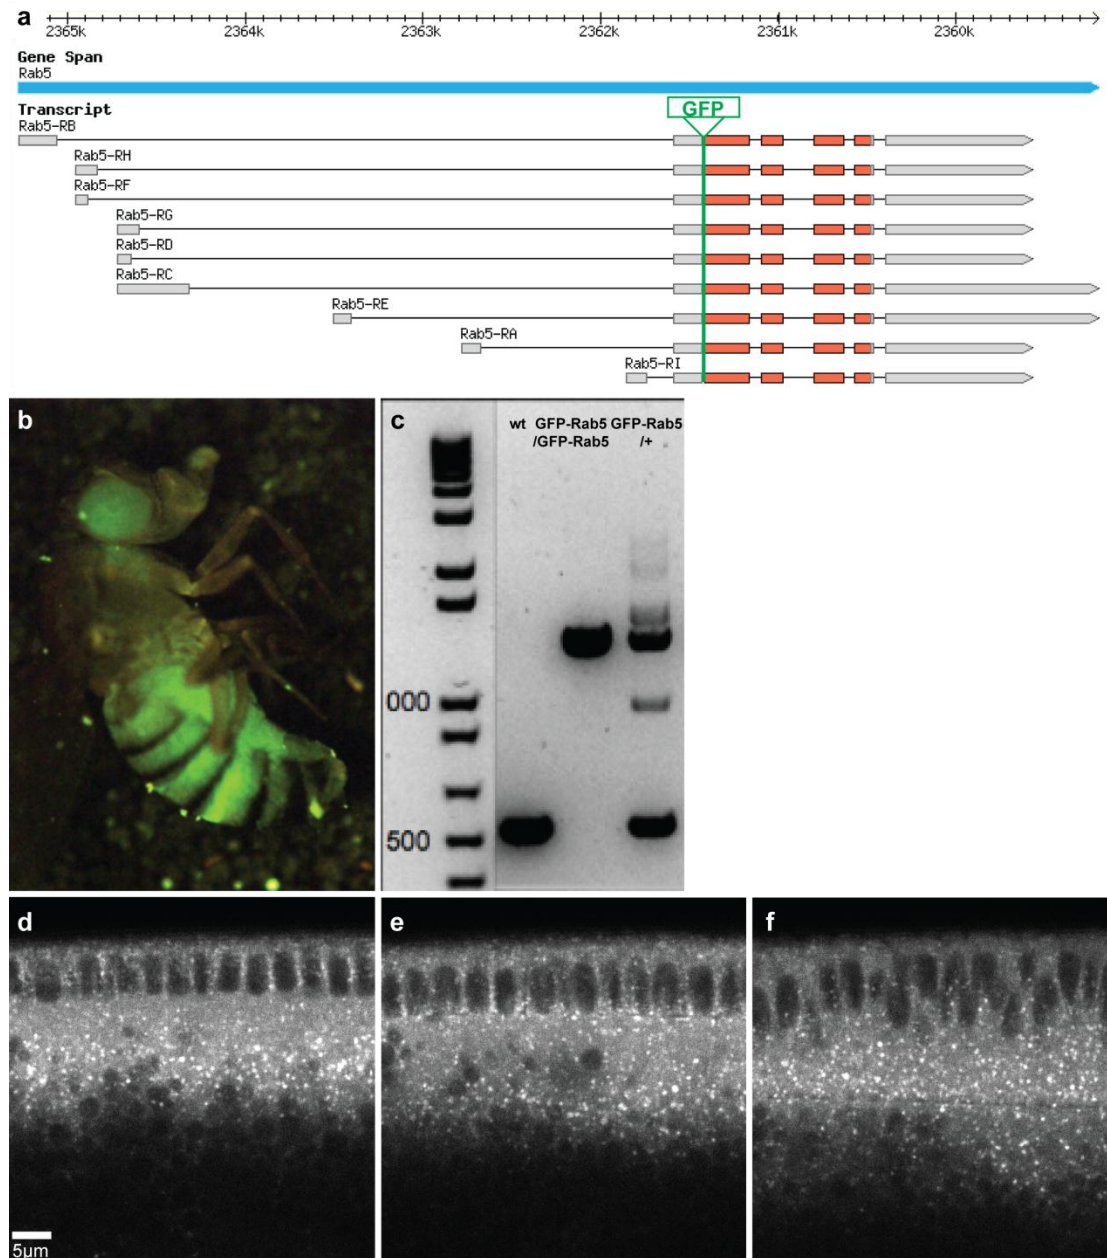 a
2365k 2364k 2363k 2362k 2361k 2360k
Gene Span
Rab5
Transcript
GFP
Rab5-RB
Rab5-RH
Rab5-RF
Rab5-RG
Rab5-RD
Rab5-RC
Rab5-RE
Rab5-RA
Rab5-RI
b
c
wt GFP-Rab5 GFP-Rab5
/GFP-Rab5 /+
000
500
d
e
f
5µm